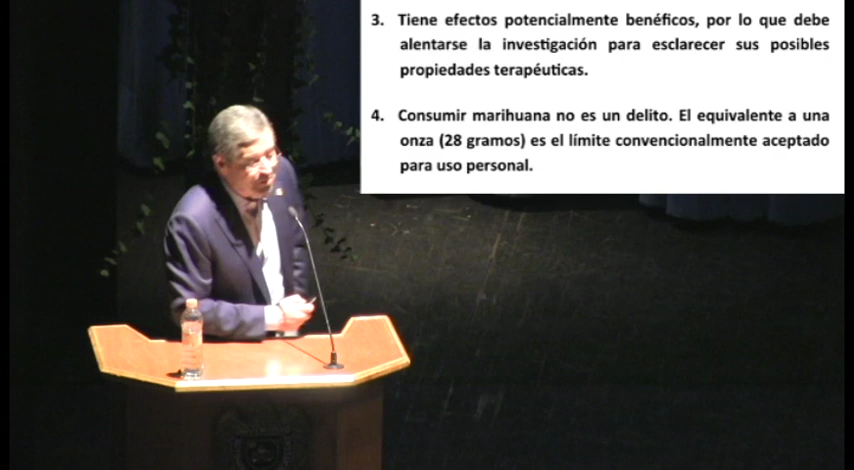 3. Tiene efectos potencialmente benéficos, por lo que debe
alentarse la investigación para esclarecer sus posibles
propiedades terapéuticas.
4. Consumir marihuana no es un delito. El equivalente a una
onza (28 gramos) es el límite convencionalmente aceptado
para uso personal.